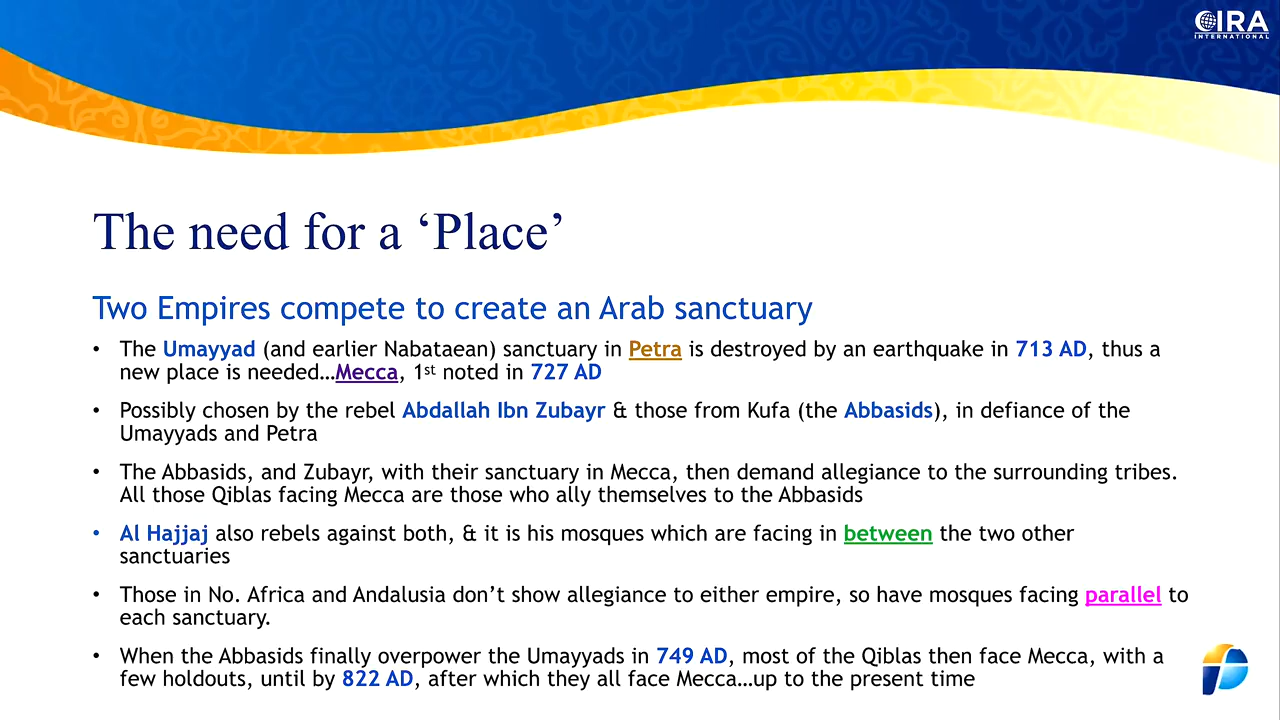 CIRA
INTERNATIONAL
The need for a ‘Place’
Two Empires compete to create an Arab sanctuary
• The Umayyad (and earlier Nabataean) sanctuary in Petra is destroyed by an earthquake in 713 AD, thus a
new place is needed…Mecca, 1st noted in 727 AD
• Possibly chosen by the rebel Abdallah Ibn Zubayr & those from Kufa (the Abbasids), in defiance of the
Umayyads and Petra
• The Abbasids, and Zubayr, with their sanctuary in Mecca, then demand allegiance to the surrounding tribes.
All those Qiblas facing Mecca are those who ally themselves to the Abbasids
• Al Hajjaj also rebels against both, & it is his mosques which are facing in between the two other
sanctuaries
• Those in No. Africa and Andalusia don’t show allegiance to either empire, so have mosques facing parallel to
each sanctuary.
• When the Abbasids finally overpower the Umayyads in 749 AD, most of the Qiblas then face Mecca, with a
few holdouts, until by 822 AD, after which they all face Mecca…up to the present time